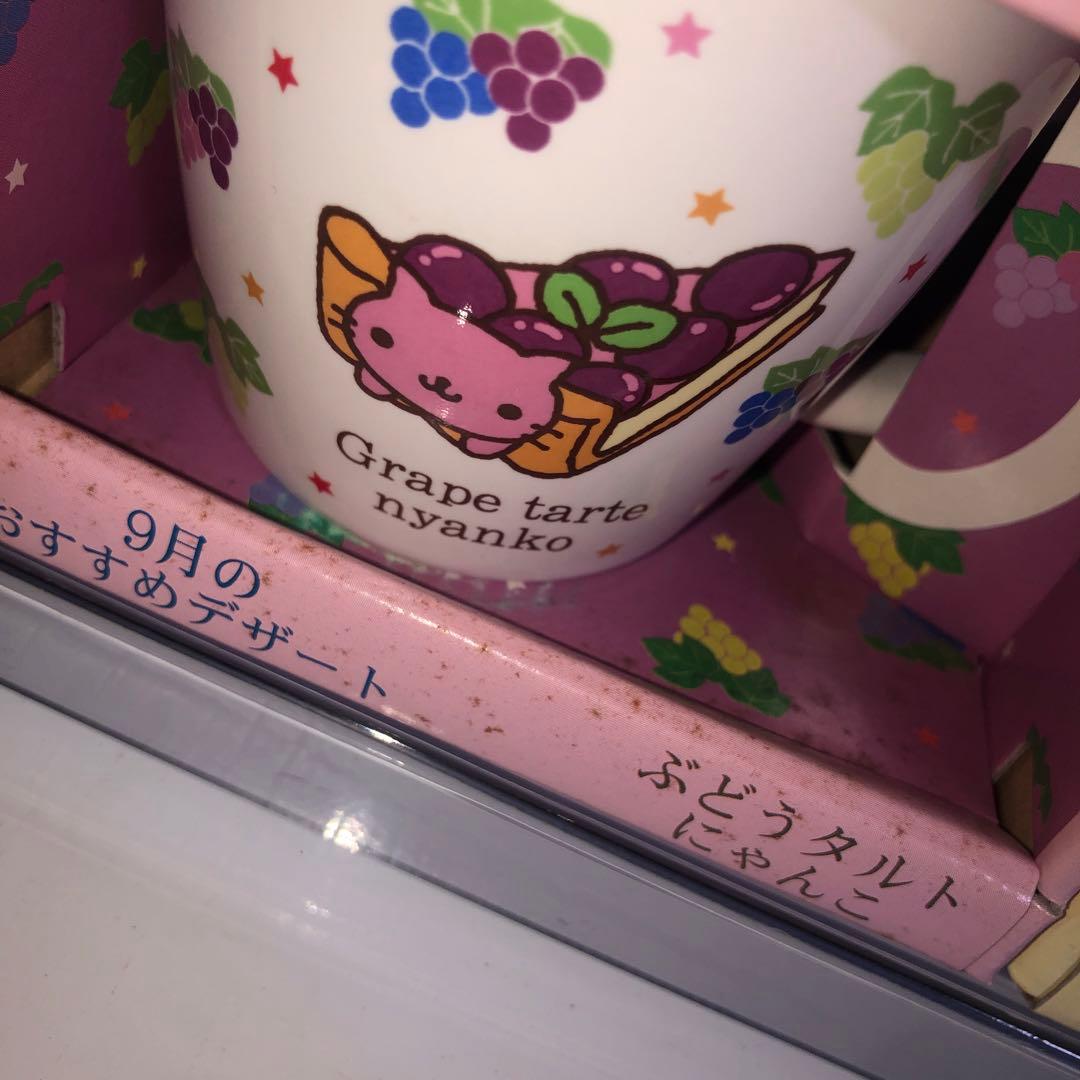 Grape tarte
nyanko
9月の
おすすめデザート
ぶどうタルト
にゃんこ